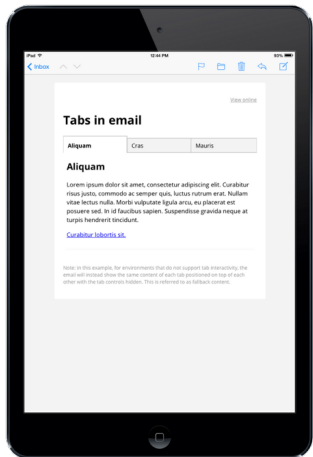 iPad 12:44 PM 93%
Inbox
View online
Tabs in email
Aliquam Cras Mauris
Aliquam
Lorem ipsum dolor sit amet, consectetur adipiscing elit. Curabitur
risus justo, commodo ac semper quis, luctus rutrum erat. Nullam
vitae lectus nulla. Morbi vulputate ligula arcu, eu placerat est
posuere sed. In id faucibus sapien. Suspendisse gravida neque at
turpis hendrerit tincidunt.
Curabitur lobortis sit.
Note: In this example, for environments that do not support tab interactivity, the
email will instead show the same content of each tab positioned on top of each
other with the tab controls hidden. This is referred to as fallback content.